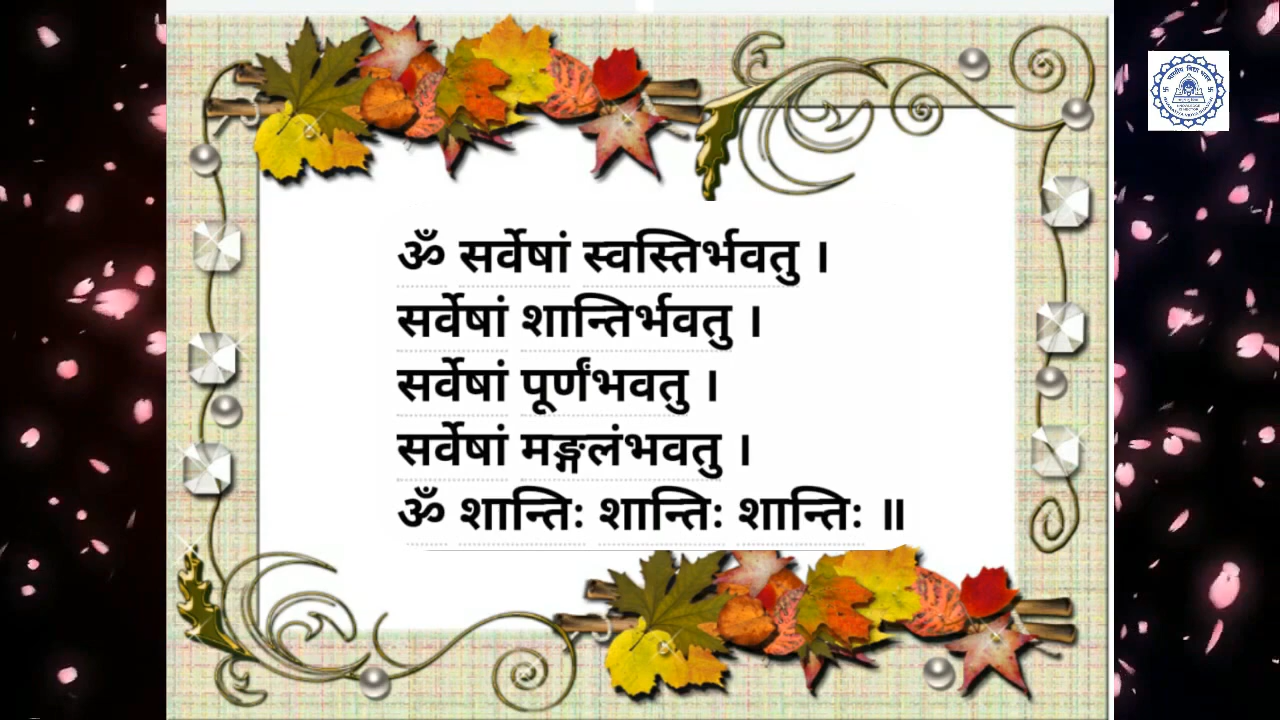 ॐ सर्वेषां स्वस्तिर्भवतु ।
सर्वेषां शान्तिर्भवतु ।
सर्वेषां पूर्णंभवतु ।
सर्वेषां मङ्गलंभवतु ।
ॐ शान्तिः शान्तिः शान्तिः ॥